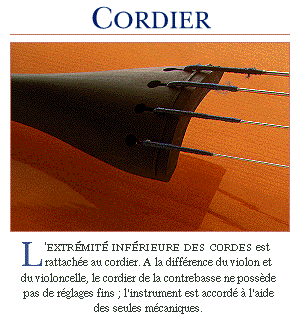 CORDIER
L'EXTRÉMITÉ INFÉRIEURE DES CORDES est
rattachée au cordier. A la différence du violon et
du violoncelle, le cordier de la contrebasse ne possède
pas de réglages fins ; l'instrument est accordé à l'aide
des seules mécaniques.